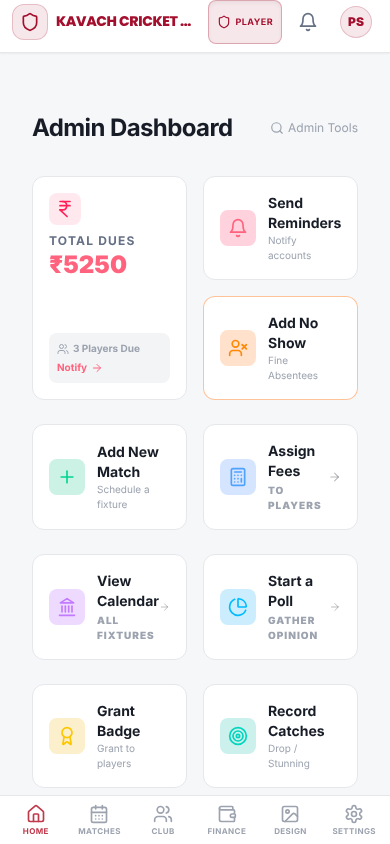 KAVACH CRICKET ...
PLAYER
PS
Admin Dashboard
Admin Tools
₹
TOTAL DUES
₹5250
3 Players Due
Notify →
Send
Reminders
Notify
accounts
Add No
Show
Fine
Absentees
Add New
Match
Schedule a
fixture
Assign
Fees
TO
PLAYERS
View
Calendar
ALL
FIXTURES
Start a
Poll
GATHER
OPINION
Grant
Badge
Grant to
players
Record
Catches
Drop /
Stunning
HOME
MATCHES
CLUB
FINANCE
DESIGN
SETTINGS